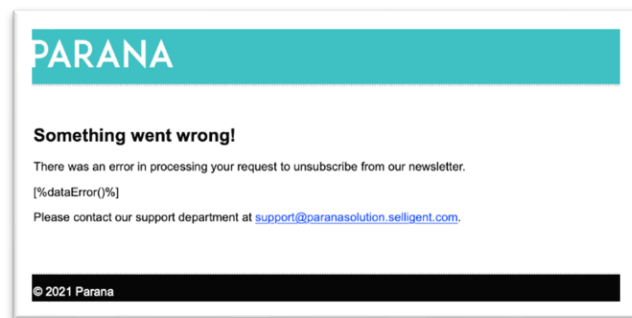 PARANA
Something went wrong!
There was an error in processing your request to unsubscribe from our newsletter.
[%dataError()%]
Please contact our support department at support@paranasolution.selligent.com.
© 2021 Parana